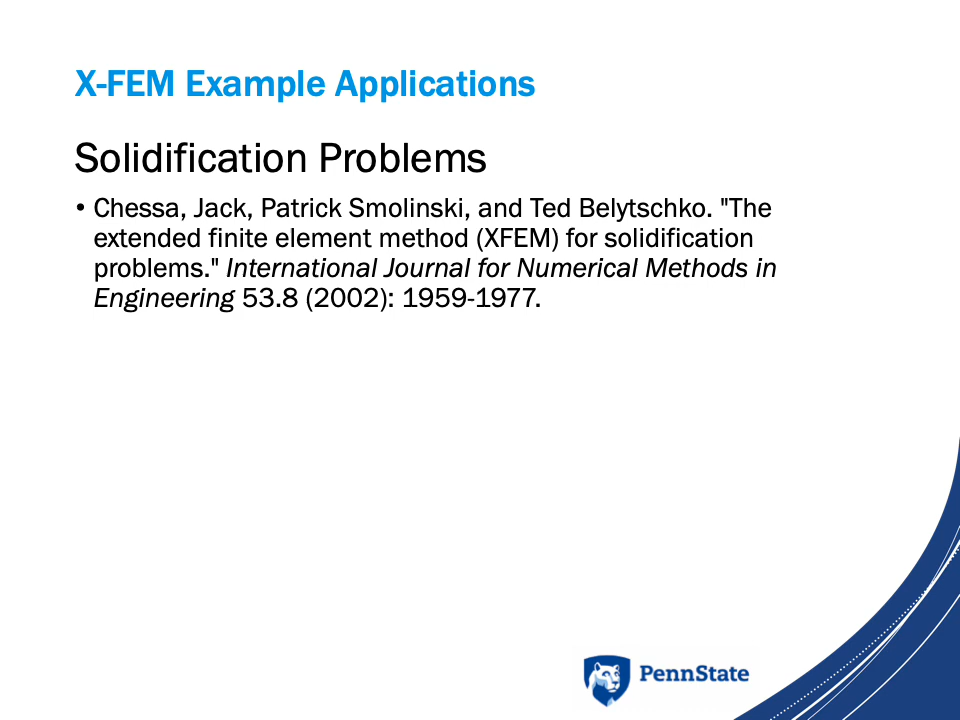 X-FEM Example Applications
Solidification Problems
• Chessa, Jack, Patrick Smolinski, and Ted Belytschko. "The
extended finite element method (XFEM) for solidification
problems." International Journal for Numerical Methods in
Engineering 53.8 (2002): 1959-1977.
PennState